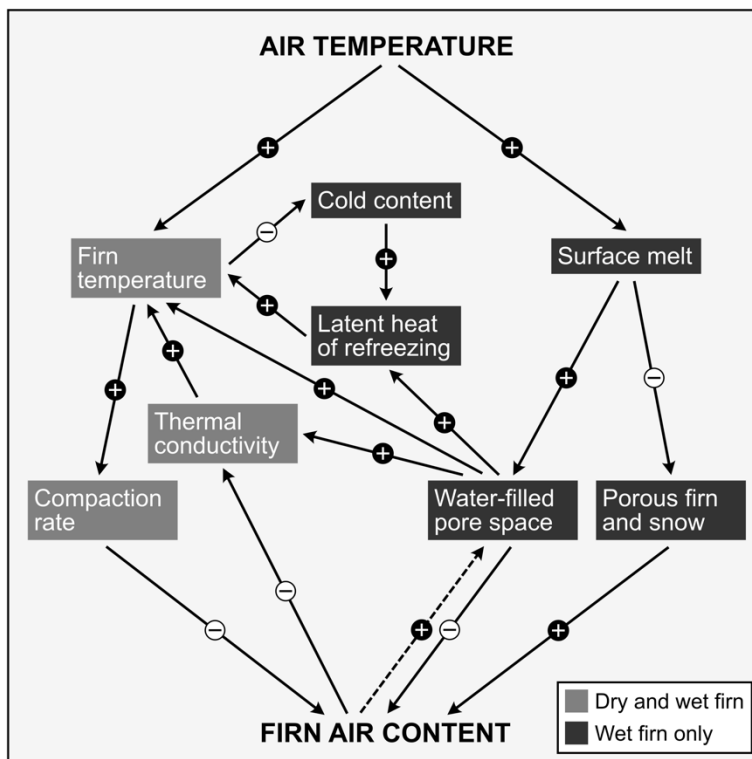 AIR TEMPERATURE
Cold content
Firn
temperature
Surface melt
Latent heat
of refreezing
Thermal
conductivity
Compaction
rate
Water-filled
pore space
Porous firn
and snow
FIRN AIR CONTENT
Dry and wet firn
Wet firn only